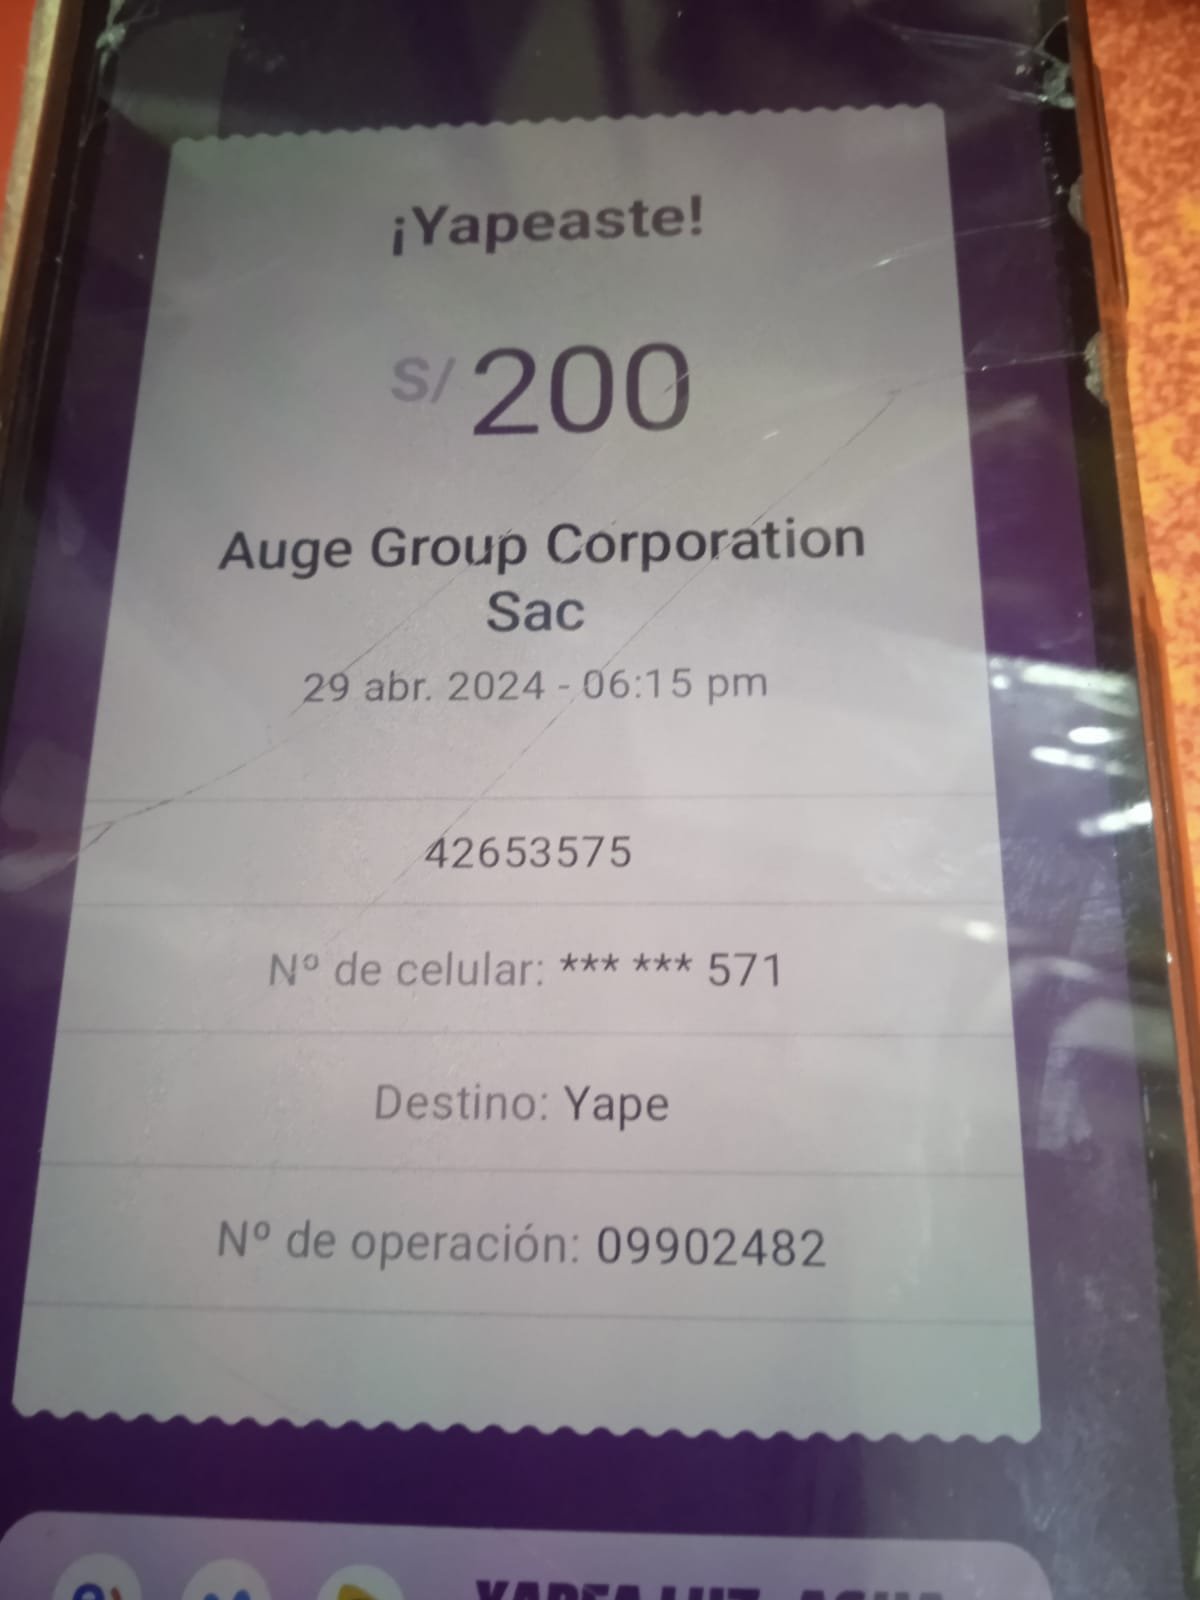 ¡Yapeaste!
S/ 200
Auge Group Corporation
Sac
29 abr. 2024 - 06:15 pm
42653575
Nº de celular: *** *** 571
Destino: Yape
Nº de operación: 09902482